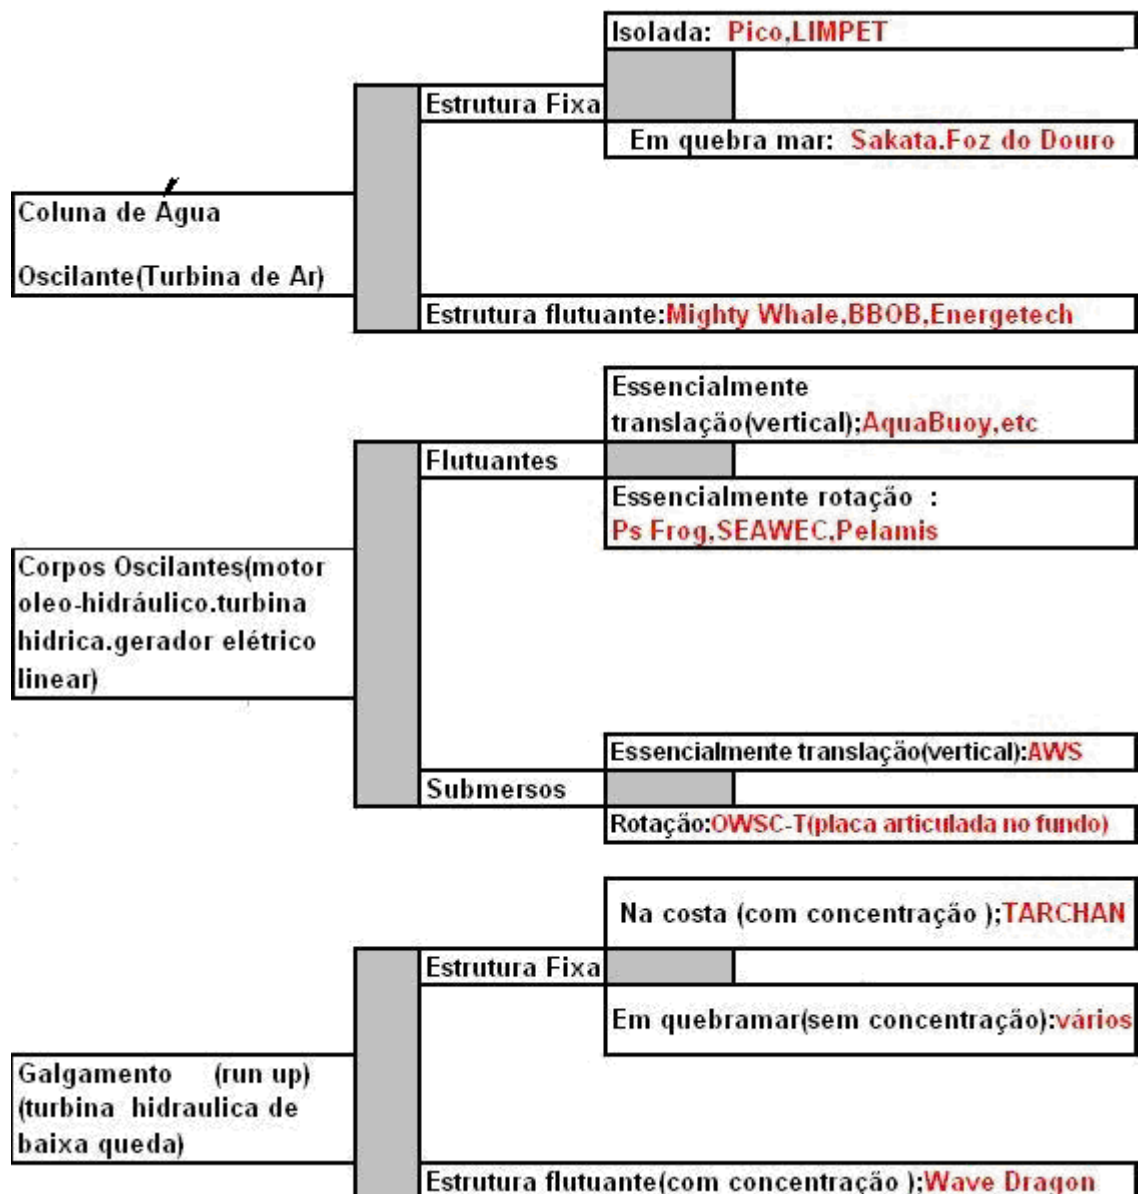 Isolada: Pico,LIMPET
Estrutura Fixa
Em quebra mar: Sakata.Foz do Douro
Coluna de Água
Oscilante(Turbina de Ar)
Estrutura flutuante:Mighty Whale,BBOB,Energetech
Essencialmente
translação(vertical);AquaBuoy,etc
Flutuantes
Essencialmente rotação :
Ps Frog,SEAWEC,Pelamis
Corpos Oscilantes(motor
oleo-hidráulico.turbina
hidrica.gerador elétrico
linear)
Essencialmente translação(vertical):AWS
Submersos
Rotação:OWSC-T(placa articulada no fundo)
Na costa (com concentração );TARCHAN
Estrutura Fixa
Em quebramar(sem concentração):vários
Galgamento (run up)
(turbina hidraulica de
baixa queda)
Estrutura flutuante(com concentração );Wave Dragon